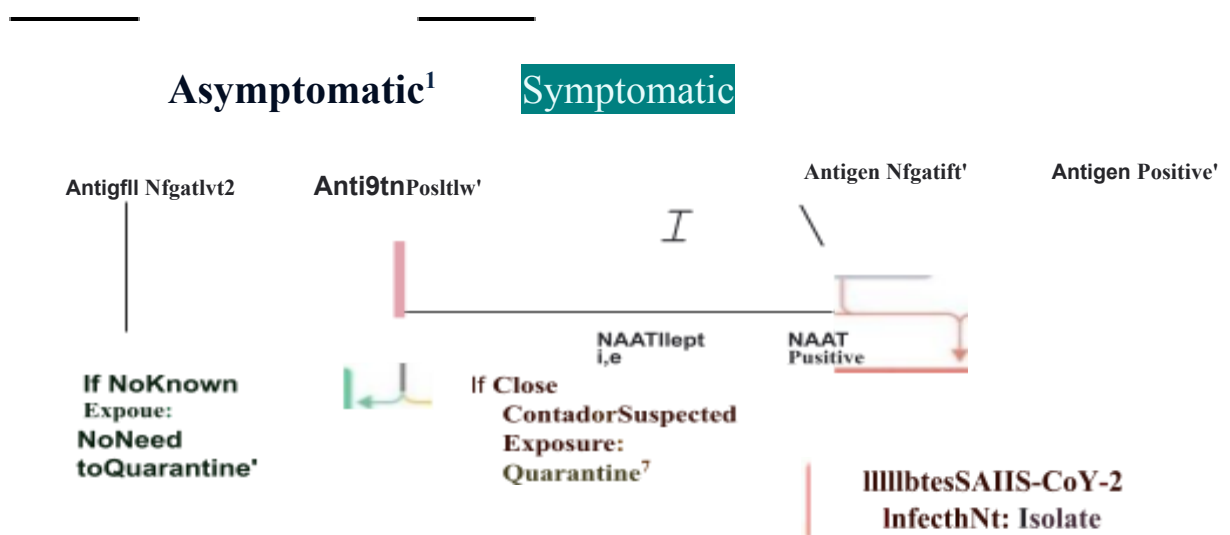 Asymptomatic1 Symptomatic
Antigfll Nfgatlvt2 Anti9tnPosltlw' Antigen Nfgatift' Antigen Positive'
I \
NAATllept
i,e
NAAT
Pusitive
If NoKnown
Expoue:
NoNeed
toQuarantine'
If Close
ContadorSuspected
Exposure:
Quarantine7
lllllbtesSAIIS-CoY-2
lnfecthNt: Isolate